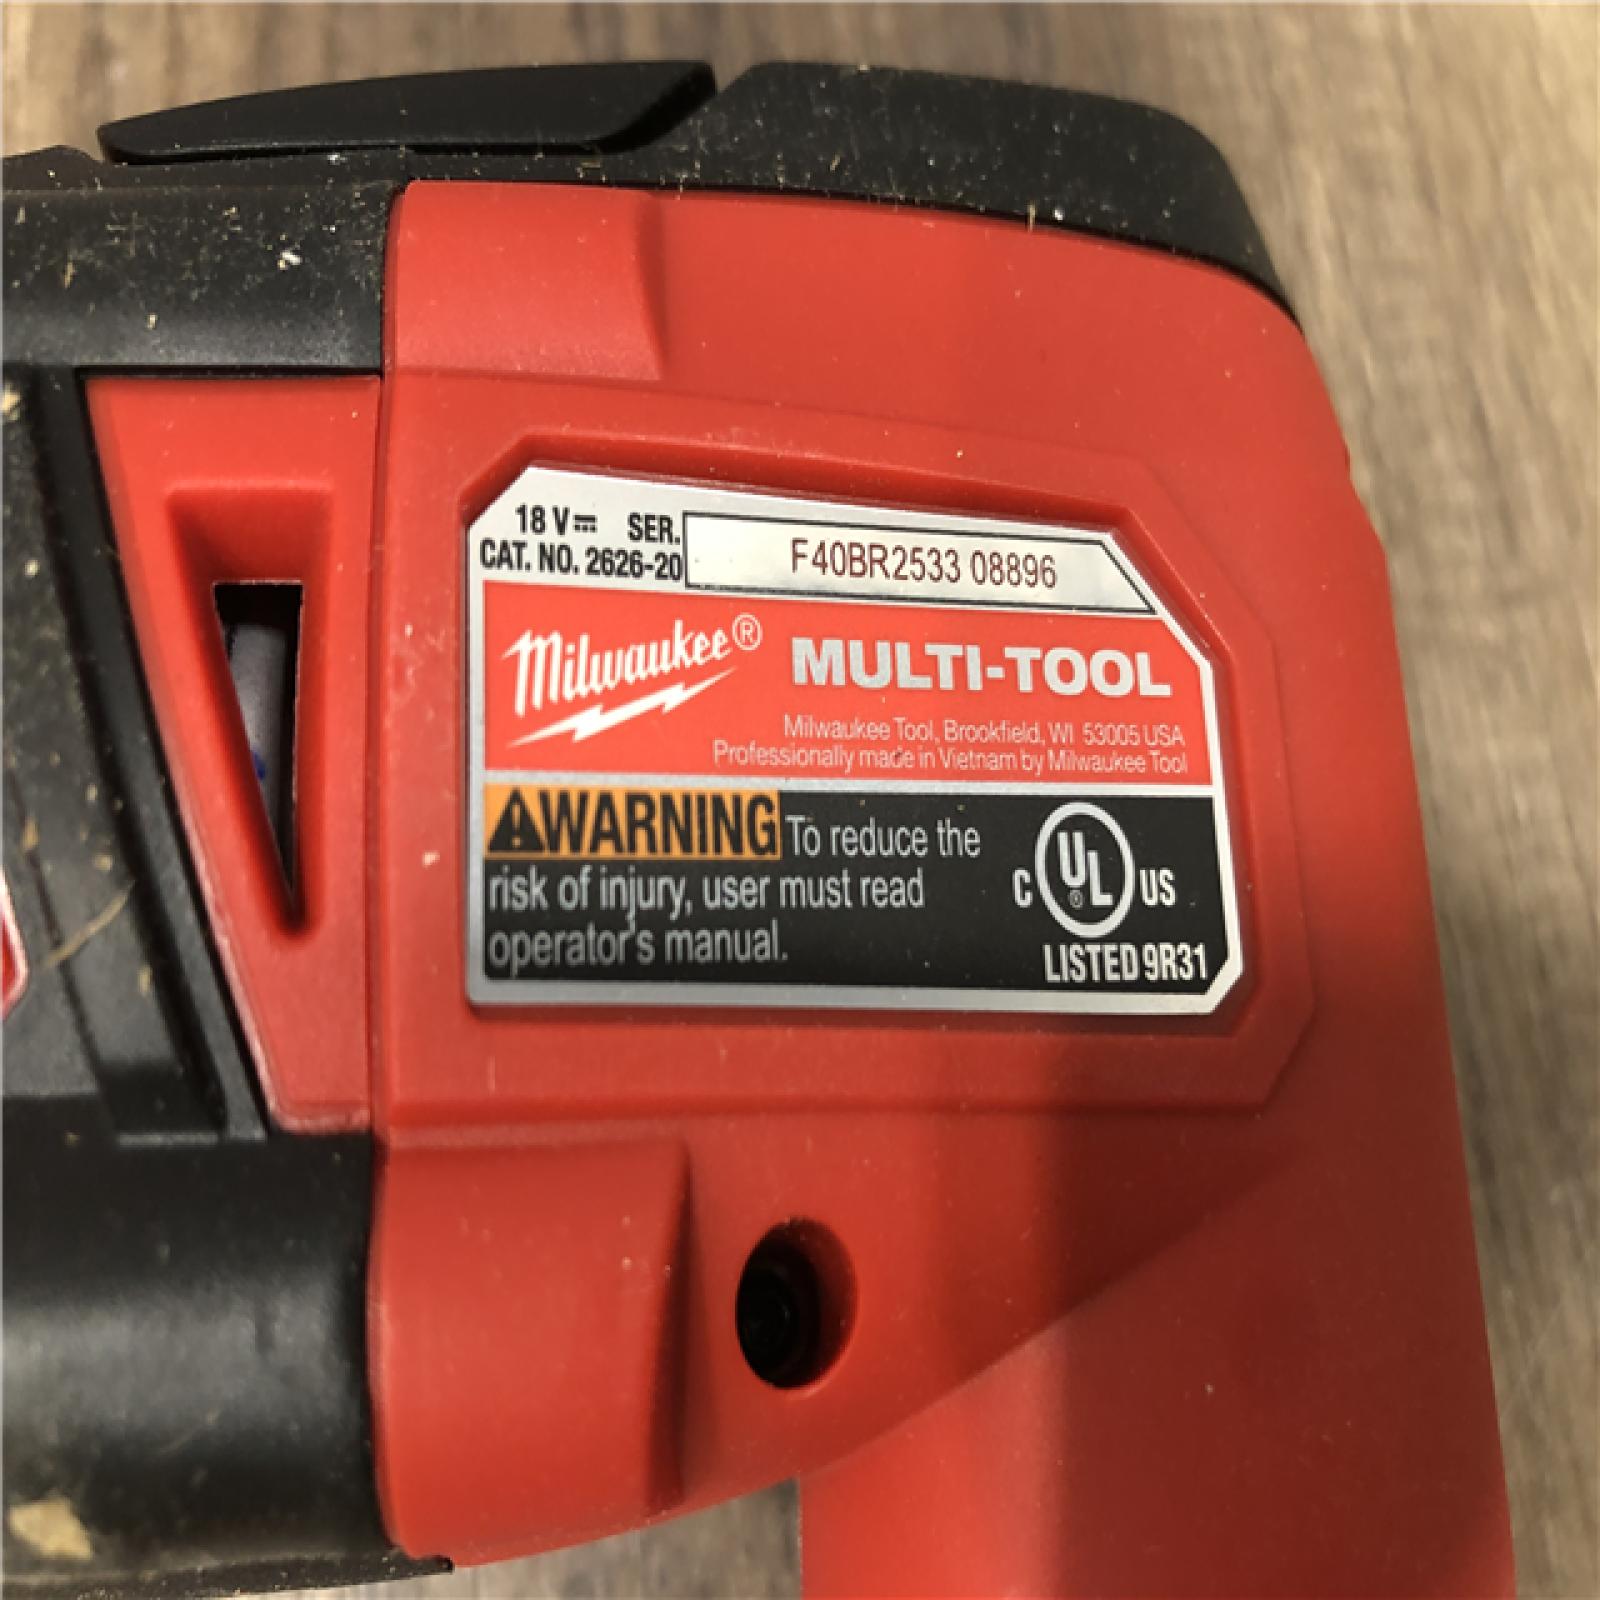 18 V⎓ SER. F40BR2533 08896
CAT. NO. 2626-20
Milwaukee® MULTI-TOOL
Milwaukee Tool, Brookfield, WI 53005 USA
Professionally made in Vietnam by Milwaukee Tool
⚠WARNING To reduce the
risk of injury, user must read
operator's manual.
C UL® US
LISTED 9R31